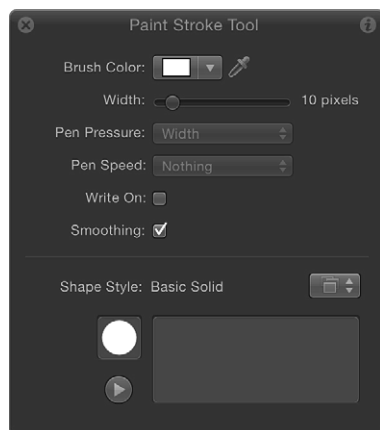 Paint Stroke Tool
Brush Color:
Width: 10 pixels
Pen Pressure: Width
Pen Speed: Nothing
Write On:
Smoothing:
Shape Style: Basic Solid